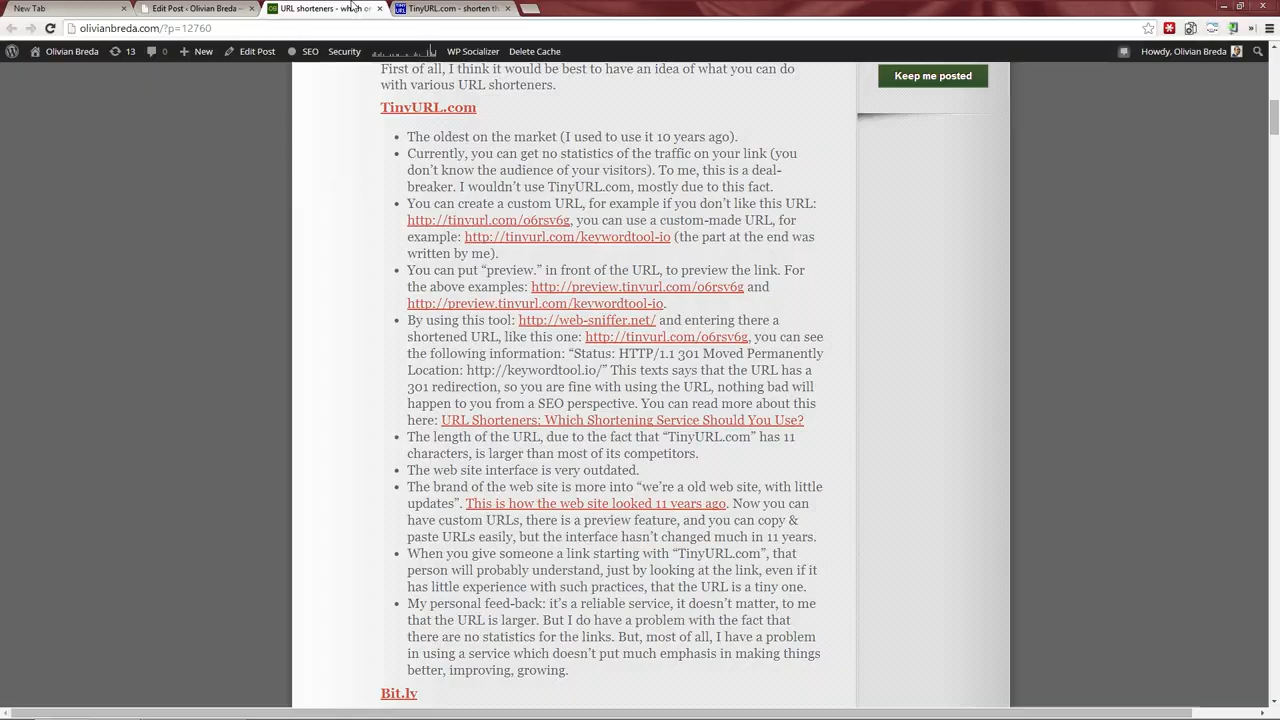 New Tab
Edit Post - Olivian Breda —
URL shorteners - which or
TinyURL.com - shorten th
olivianbreda.com/?p=12760
Olivian Breda 13 0 New Edit Post SEO Security WP Socializer Delete Cache Howdy, Olivian Breda
First of all, I think it would be best to have an idea of what you can do
with various URL shorteners.
Keep me posted
TinyURL.com
• The oldest on the market (I used to use it 10 years ago).
• Currently, you can get no statistics of the traffic on your link (you
don't know the audience of your visitors). To me, this is a deal-
breaker. I wouldn't use TinyURL.com, mostly due to this fact.
• You can create a custom URL, for example if you don't like this URL:
http://tinyurl.com/o6rsv6g, you can use a custom-made URL, for
example: http://tinyurl.com/keywordtool-io (the part at the end was
written by me).
• You can put "preview." in front of the URL, to preview the link. For
the above examples: http://preview.tinyurl.com/o6rsv6g and
http://preview.tinyurl.com/keywordtool-io.
• By using this tool: http://web-sniffer.net/ and entering there a
shortened URL, like this one: http://tinyurl.com/o6rsv6g, you can see
the following information: "Status: HTTP/1.1 301 Moved Permanently
Location: http://keywordtool.io/" This texts says that the URL has a
301 redirection, so you are fine with using the URL, nothing bad will
happen to you from a SEO perspective. You can read more about this
here: URL Shorteners: Which Shortening Service Should You Use?
• The length of the URL, due to the fact that "TinyURL.com" has 11
characters, is larger than most of its competitors.
• The web site interface is very outdated.
• The brand of the web site is more into "we're a old web site, with little
updates". This is how the web site looked 11 years ago. Now you can
have custom URLs, there is a preview feature, and you can copy &
paste URLs easily, but the interface hasn't changed much in 11 years.
• When you give someone a link starting with "TinyURL.com", that
person will probably understand, just by looking at the link, even if it
has little experience with such practices, that the URL is a tiny one.
• My personal feed-back: it's a reliable service, it doesn't matter, to me
that the URL is larger. But I do have a problem with the fact that
there are no statistics for the links. But, most of all, I have a problem
in using a service which doesn't put much emphasis in making things
better, improving, growing.
Bit.ly